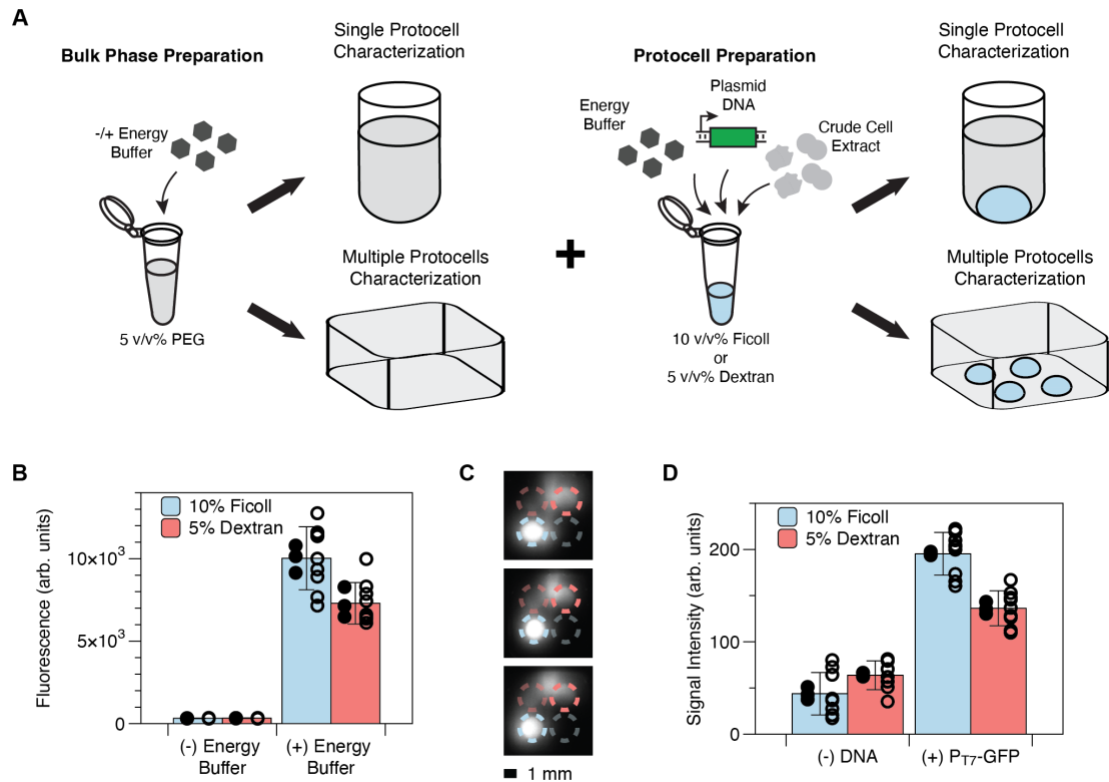 A
Bulk Phase Preparation
-/+ Energy
Buffer
5 v/v% PEG
Single Protocell
Characterization
Multiple Protocells
Characterization
+
Protocell Preparation
Energy
Buffer
Plasmid
DNA
Crude Cell
Extract
10 v/v% Ficoll
or
5 v/v% Dextran
Single Protocell
Characterization
Multiple Protocells
Characterization
B
Fluorescence (arb. units)
10×10³
5×10³
0
10% Ficoll
5% Dextran
(-) Energy
Buffer
(+) Energy
Buffer
C
1 mm
D
Signal Intensity (arb. units)
200
100
0
10% Ficoll
5% Dextran
(-) DNA
(+) P_T7-GFP